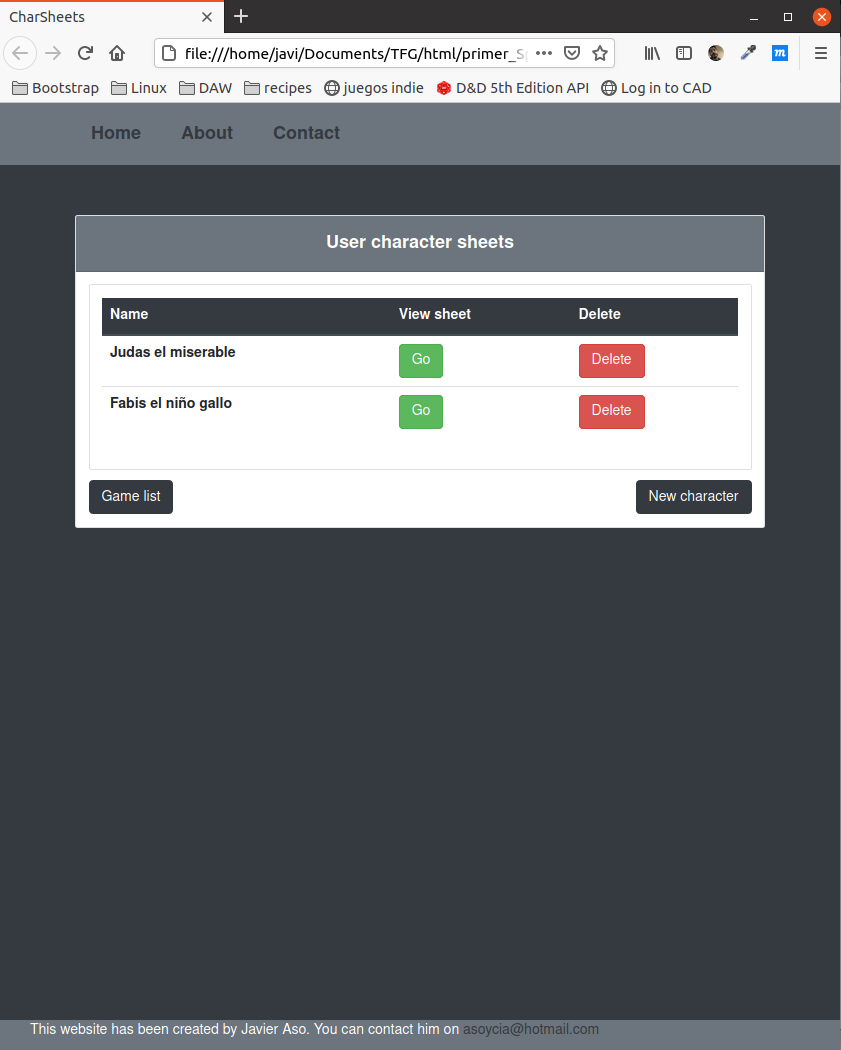 CharSheets
file:///home/javi/Documents/TFG/html/primer_S
Bootstrap Linux DAW recipes juegos indie D&D 5th Edition API Log in to CAD
Home About Contact
User character sheets
Name View sheet Delete
Judas el miserable Go Delete
Fabis el niño gallo Go Delete
Game list New character
This website has been created by Javier Aso. You can contact him on asoycia@hotmail.com